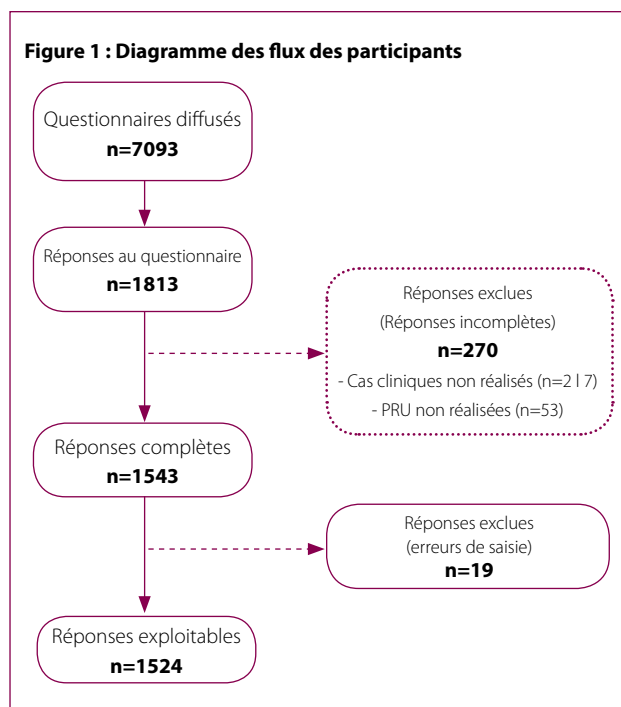 Figure 1 : Diagramme des flux des participants
Questionnaires diffusés
n=7093
Réponses au questionnaire
n=1813
Réponses exclues
(Réponses incomplètes)
n=270
- Cas cliniques non réalisés (n=2 l 7)
- PRU non réalisées (n=53)
Réponses complètes
n=1543
Réponses exclues
(erreurs de saisie)
n=19
Réponses exploitables
n=1524